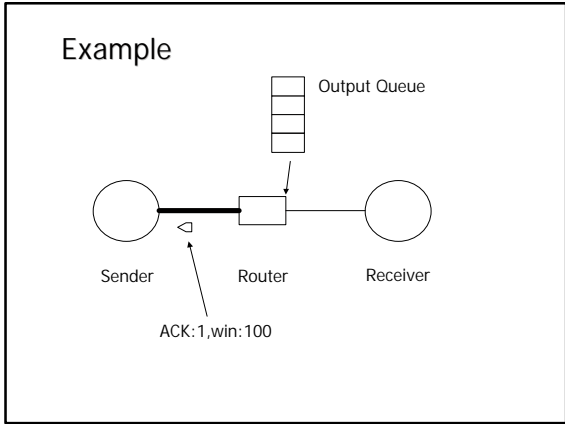 Example
Output Queue
Sender
Router
Receiver
ACK:1,win:100